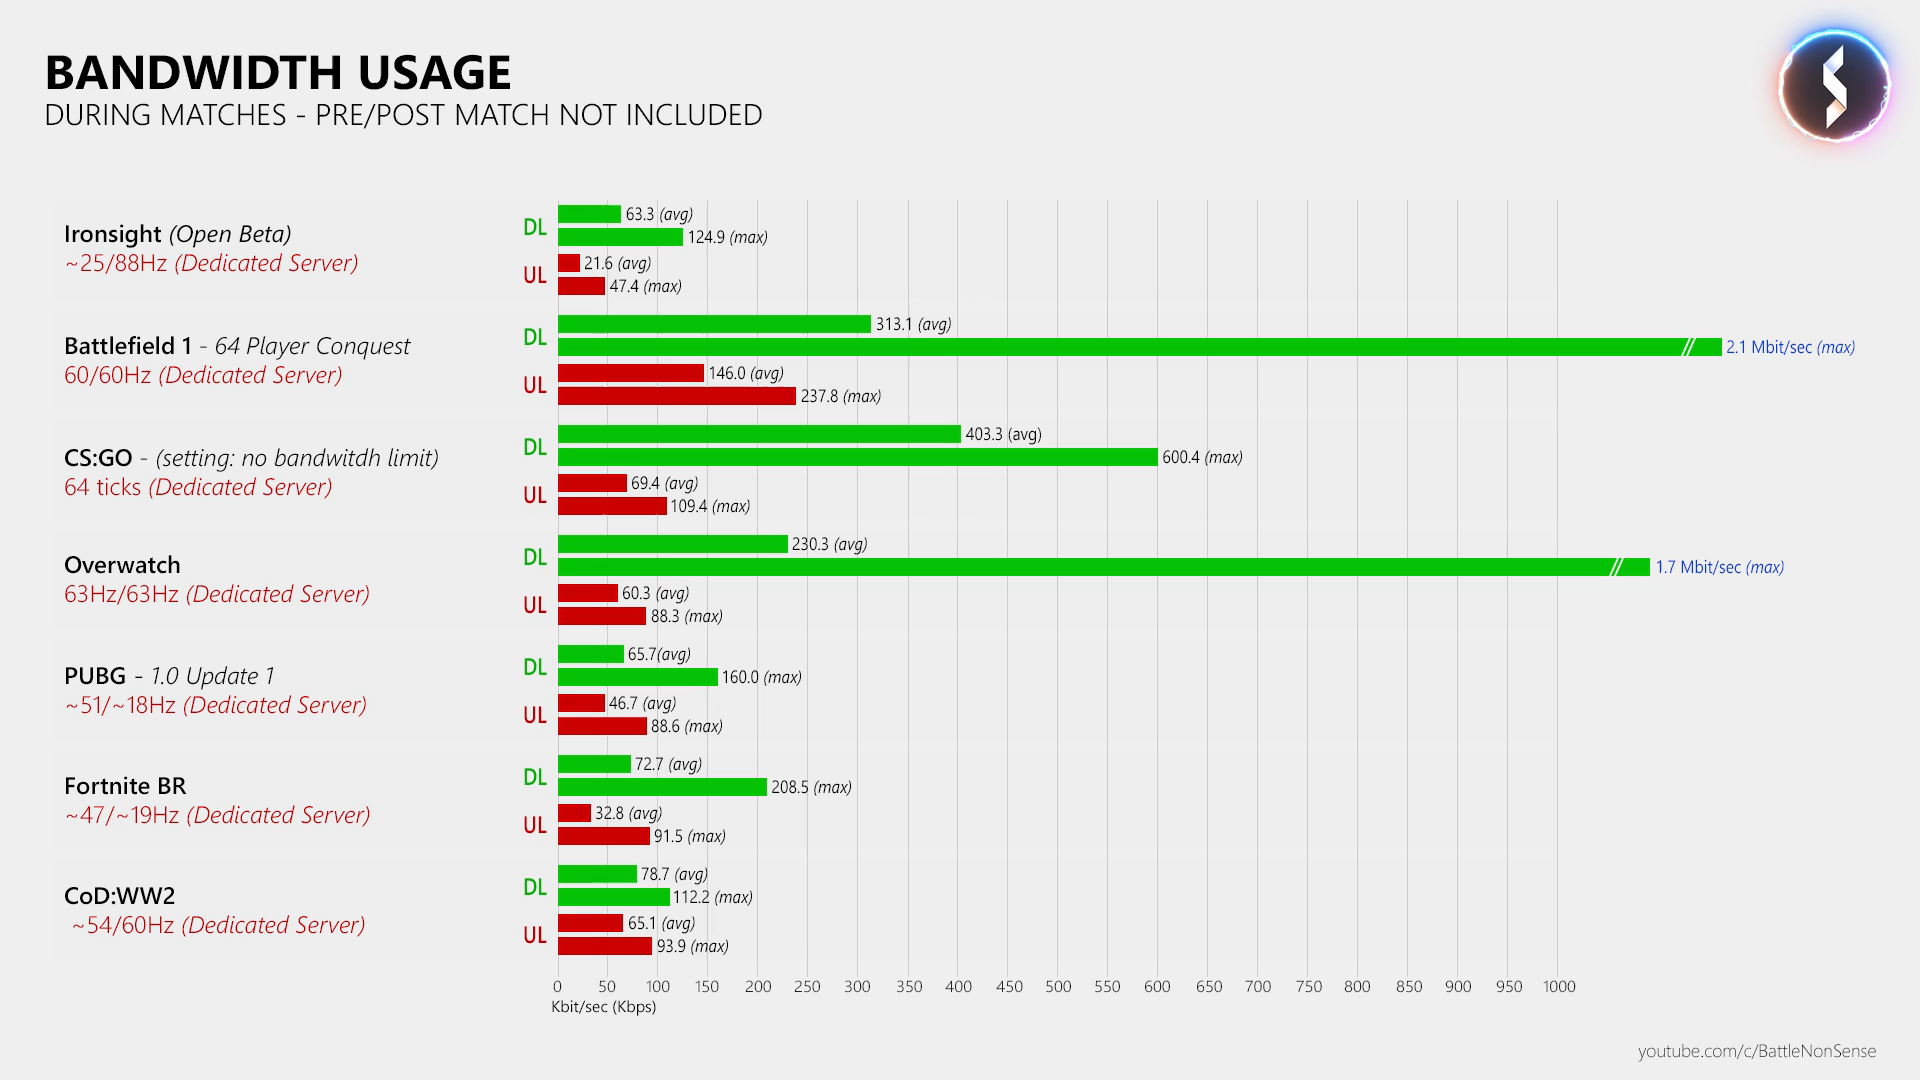 BANDWIDTH USAGE
DURING MATCHES - PRE/POST MATCH NOT INCLUDED
Ironsight (Open Beta)
~25/88Hz (Dedicated Server)
DL
63.3 (avg)
124.9 (max)
UL
21.6 (avg)
47.4 (max)
Battlefield 1 - 64 Player Conquest
60/60Hz (Dedicated Server)
DL
313.1 (avg)
2.1 Mbit/sec (max)
UL
146.0 (avg)
237.8 (max)
CS:GO - (setting: no bandwitdh limit)
64 ticks (Dedicated Server)
DL
403.3 (avg)
600.4 (max)
UL
69.4 (avg)
109.4 (max)
Overwatch
63Hz/63Hz (Dedicated Server)
DL
230.3 (avg)
1.7 Mbit/sec (max)
UL
60.3 (avg)
88.3 (max)
PUBG - 1.0 Update 1
~51/~18Hz (Dedicated Server)
DL
65.7(avg)
160.0 (max)
UL
46.7 (avg)
88.6 (max)
Fortnite BR
~47/~19Hz (Dedicated Server)
DL
72.7 (avg)
208.5 (max)
UL
32.8 (avg)
91.5 (max)
CoD:WW2
~54/60Hz (Dedicated Server)
DL
78.7 (avg)
112.2 (max)
UL
65.1 (avg)
93.9 (max)
0 50 100 150 200 250 300 350 400 450 500 550 600 650 700 750 800 850 900 950 1000
Kbit/sec (Kbps)
youtube.com/c/BattleNonSense